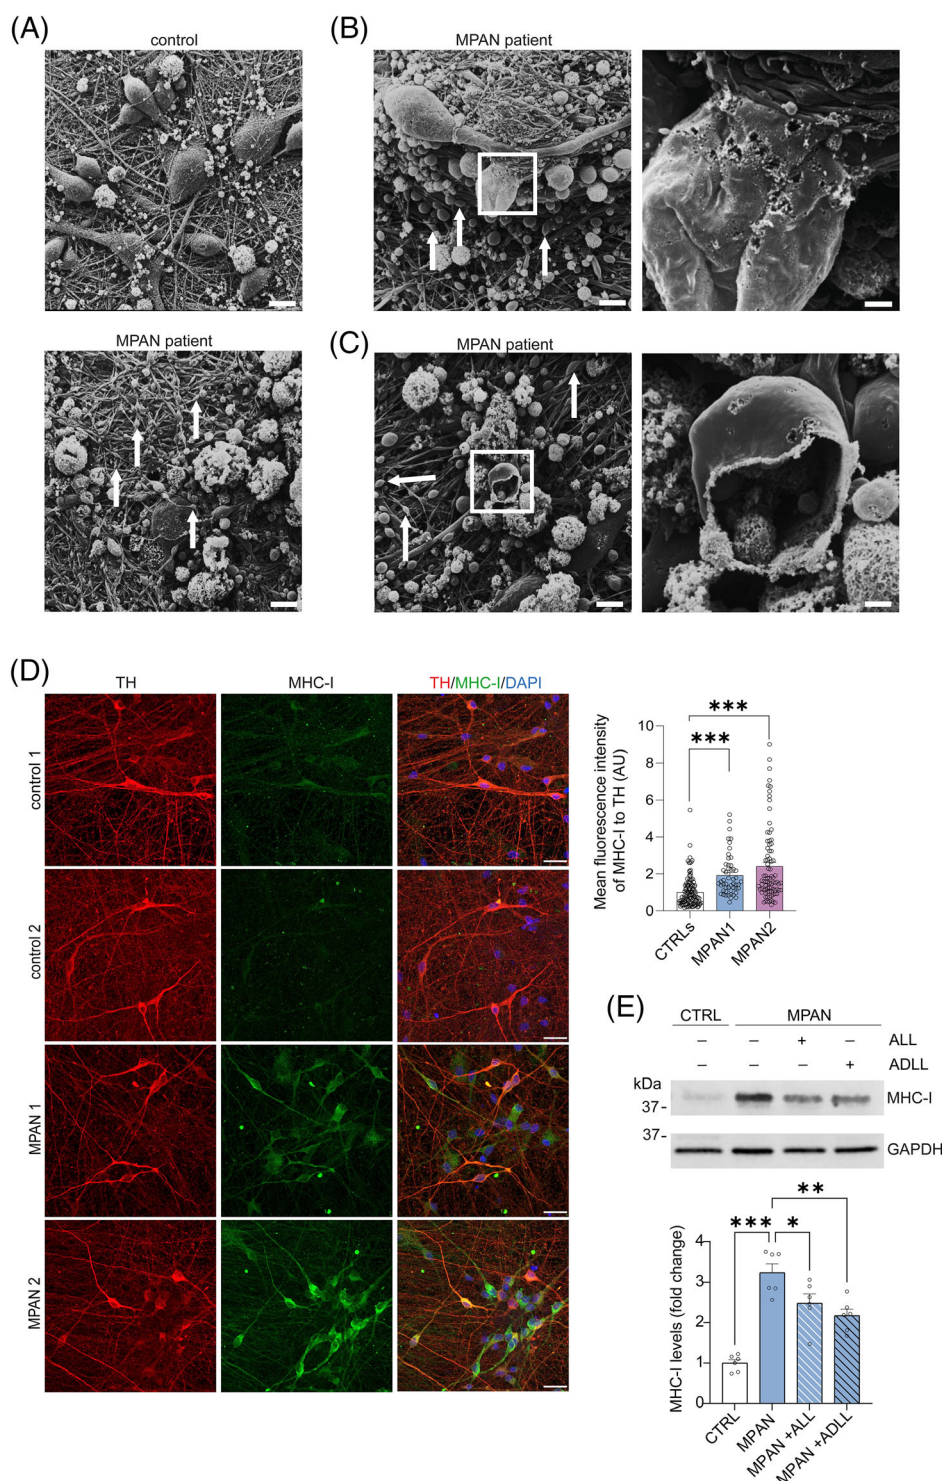 (A)
control
MPAN patient
(B)
MPAN patient
(C)
MPAN patient
(D)
TH
MHC-I
TH/MHC-I/DAPI
control 1
control 2
MPAN 1
MPAN 2
Mean fluorescence intensity
of MHC-I to TH (AU)
10
8
6
4
2
0
***
***
CTRLs
MPAN1
MPAN2
(E)
CTRL MPAN
– – + – ALL
– – – + ADLL
kDa
37-
MHC-I
37-
GAPDH
MHC-I levels (fold change)
4
3
2
1
0
**
*** *
CTRL
MPAN
MPAN +ALL
MPAN +ADLL